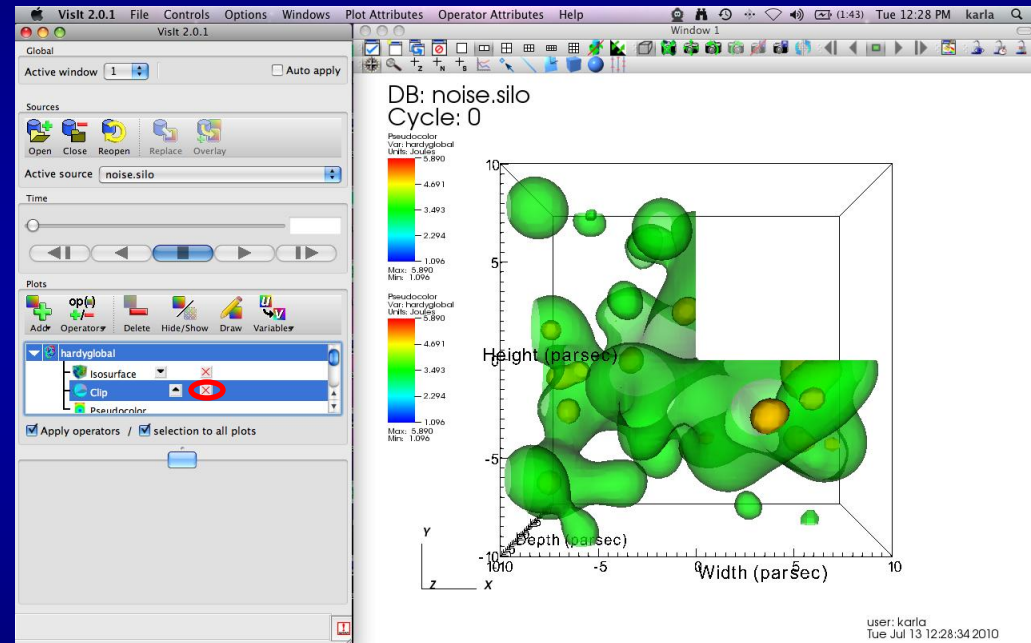 VisIt 2.0.1 File Controls Options Windows Plot Attributes Operator Attributes Help (1:43) Tue 12:28 PM karla
VisIt 2.0.1
Global
Active window 1 Auto apply
Sources
Open Close Reopen Replace Overlay
Active source noise.silo
Time
Plots
op(u)
+/-
u
v
Add Operators Delete Hide/Show Draw Variables
hardyglobal
Isosurface
Clip
Pseudocolor
Apply operators / selection to all plots
Window 1
+z +N +s
DB: noise.silo
Cycle: 0
Pseudocolor
Var: hardyglobal
Units: Joules
5.890
4.691
3.493
2.294
1.096
Max: 5.890
Min: 1.096
Pseudocolor
Var: hardyglobal
Units: Joules
5.890
4.691
3.493
2.294
1.096
Max: 5.890
Min: 1.096
10
5
Height (parsec)
0
-5
-10
Depth (parsec)
1010 -5 0 5 10
Width (parsec)
Y
Z X
user: karla
Tue Jul 13 12:28:34 2010